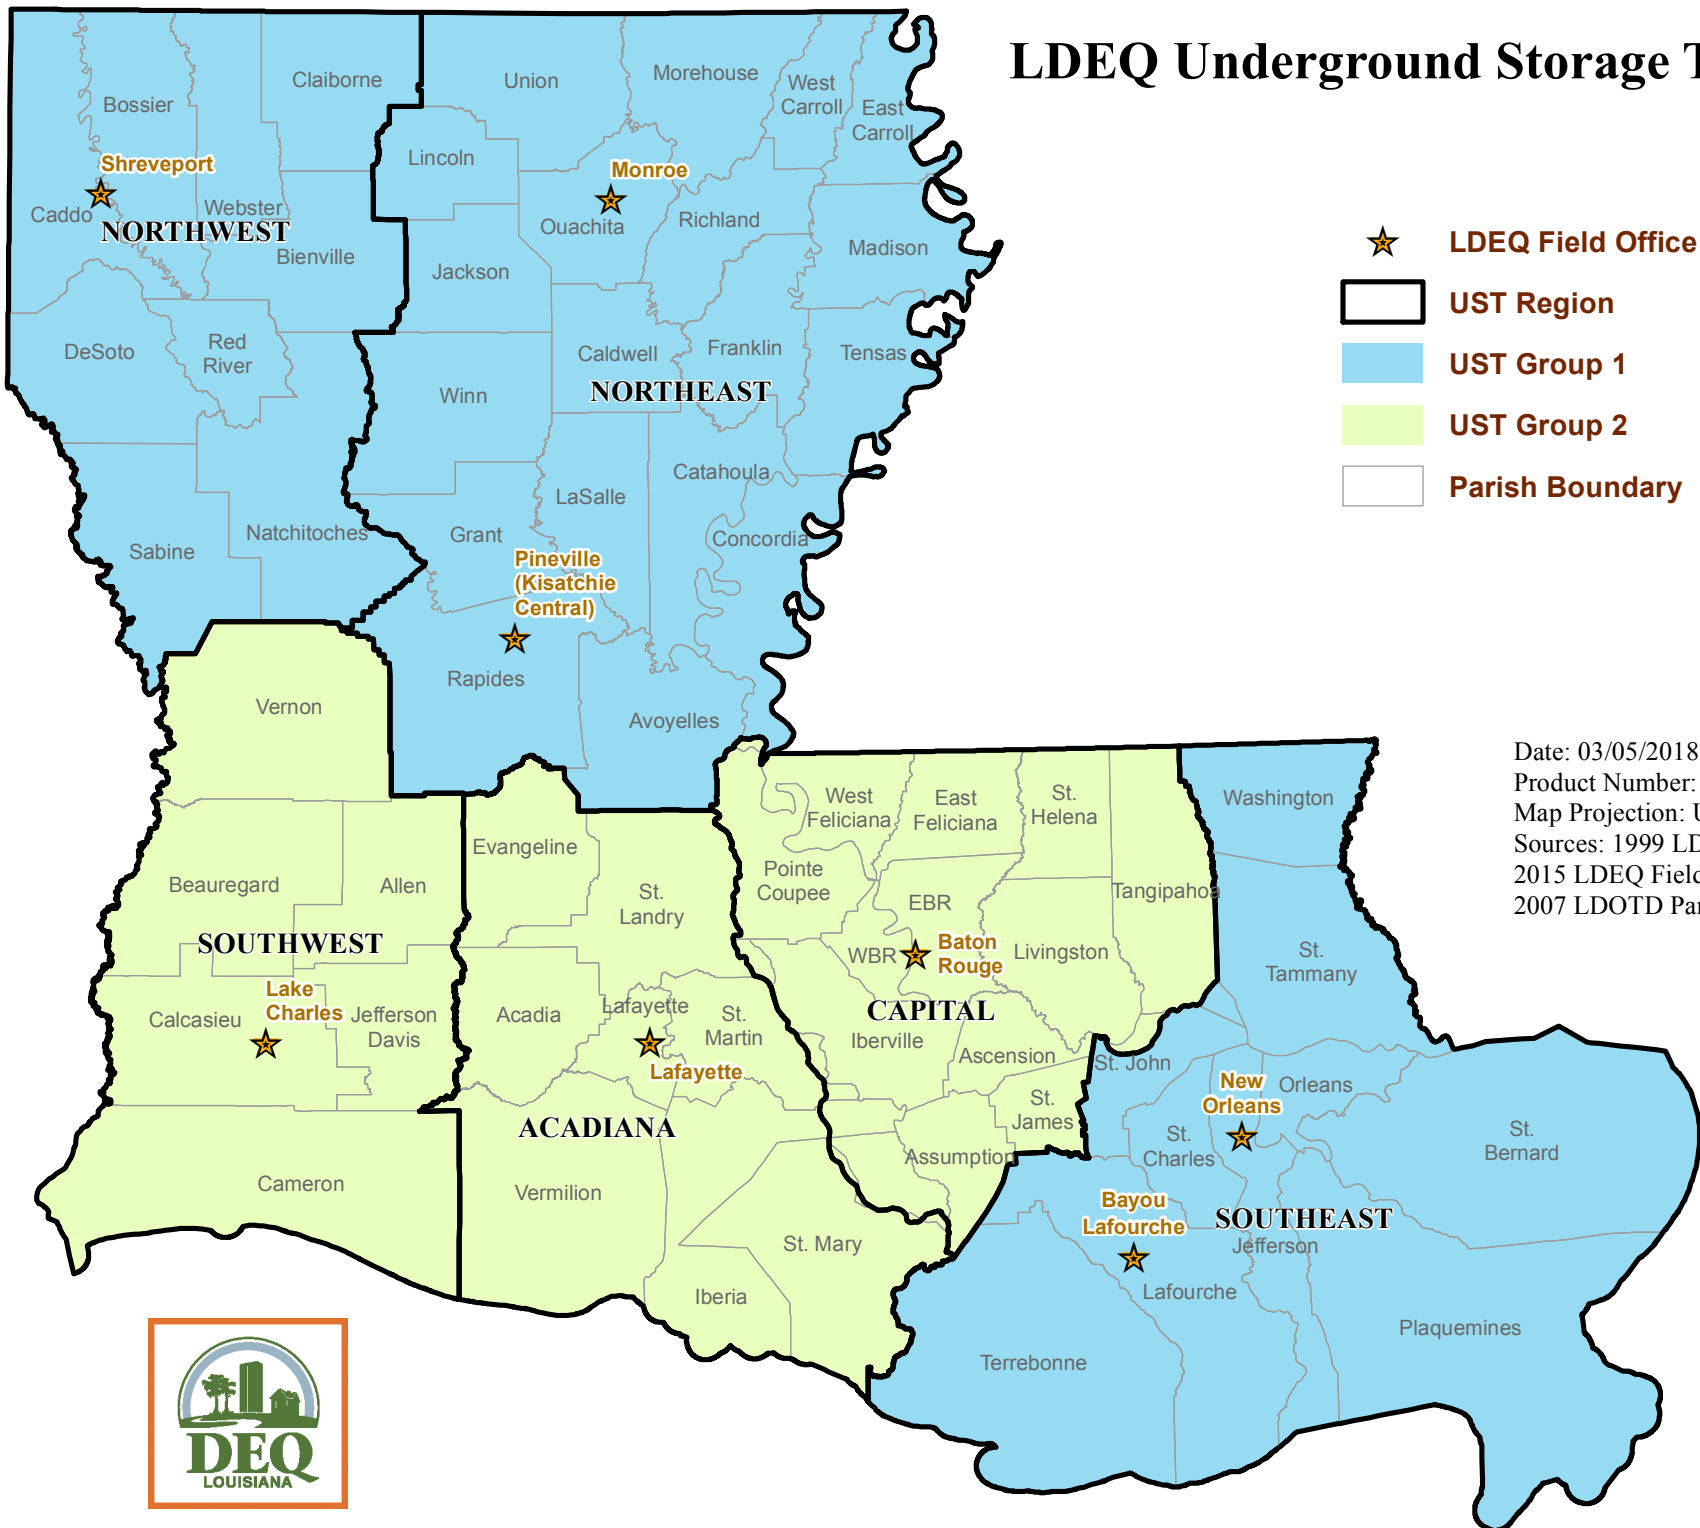 LDEQ Underground Storage T
LDEQ Field Office
UST Region
UST Group 1
UST Group 2
Parish Boundary
Date: 03/05/2018
Product Number:
Map Projection: U
Sources: 1999 LD
2015 LDEQ Field
2007 LDOTD Par
Claiborne
Union
Morehouse
West
Carroll
East
Carroll
Bossier
Lincoln
Shreveport
Monroe
Caddo
Webster
NORTHWEST
Bienville
Ouachita
Richland
Madison
Jackson
DeSoto
Red
River
Caldwell
Franklin
Tensas
Winn
NORTHEAST
Catahoula
LaSalle
Sabine
Natchitoches
Grant
Concordia
Pineville
(Kisatchie
Central)
Rapides
Avoyelles
Vernon
Washington
West
Feliciana
East
Feliciana
St.
Helena
Evangeline
Pointe
Coupee
Beauregard
Allen
St.
Landry
EBR
Tangipahoa
SOUTHWEST
WBR
Baton
Rouge
Livingston
St.
Tammany
Lake
Charles
Calcasieu
Jefferson
Davis
Acadia
Lafayette
St.
Martin
CAPITAL
Iberville
Ascension
St. John
Lafayette
New
Orleans
Orleans
St.
James
ACADIANA
Assumption
St.
Charles
St.
Bernard
Cameron
Vermilion
Bayou
Lafourche
SOUTHEAST
Jefferson
St. Mary
Iberia
Lafourche
Plaquemines
Terrebonne
DEQ
LOUISIANA